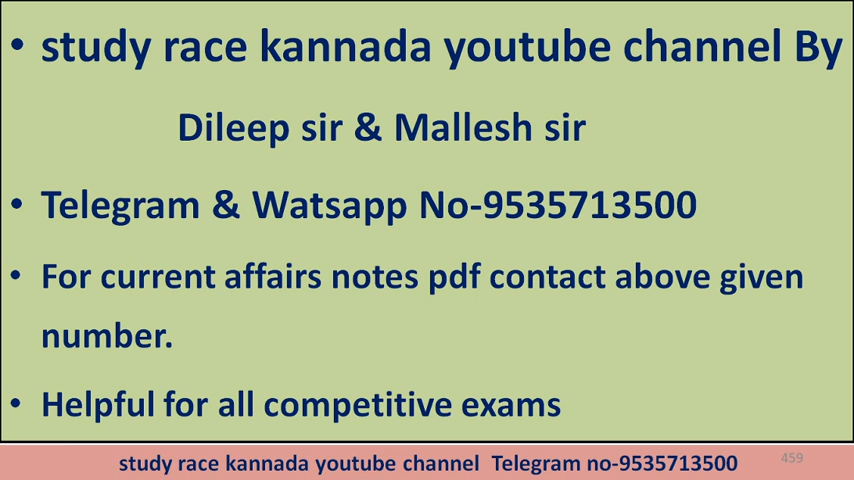 • study race kannada youtube channel By
Dileep sir & Mallesh sir
• Telegram & Watsapp No-9535713500
• For current affairs notes pdf contact above given
number.
• Helpful for all competitive exams
study race kannada youtube channel Telegram no-9535713500
459